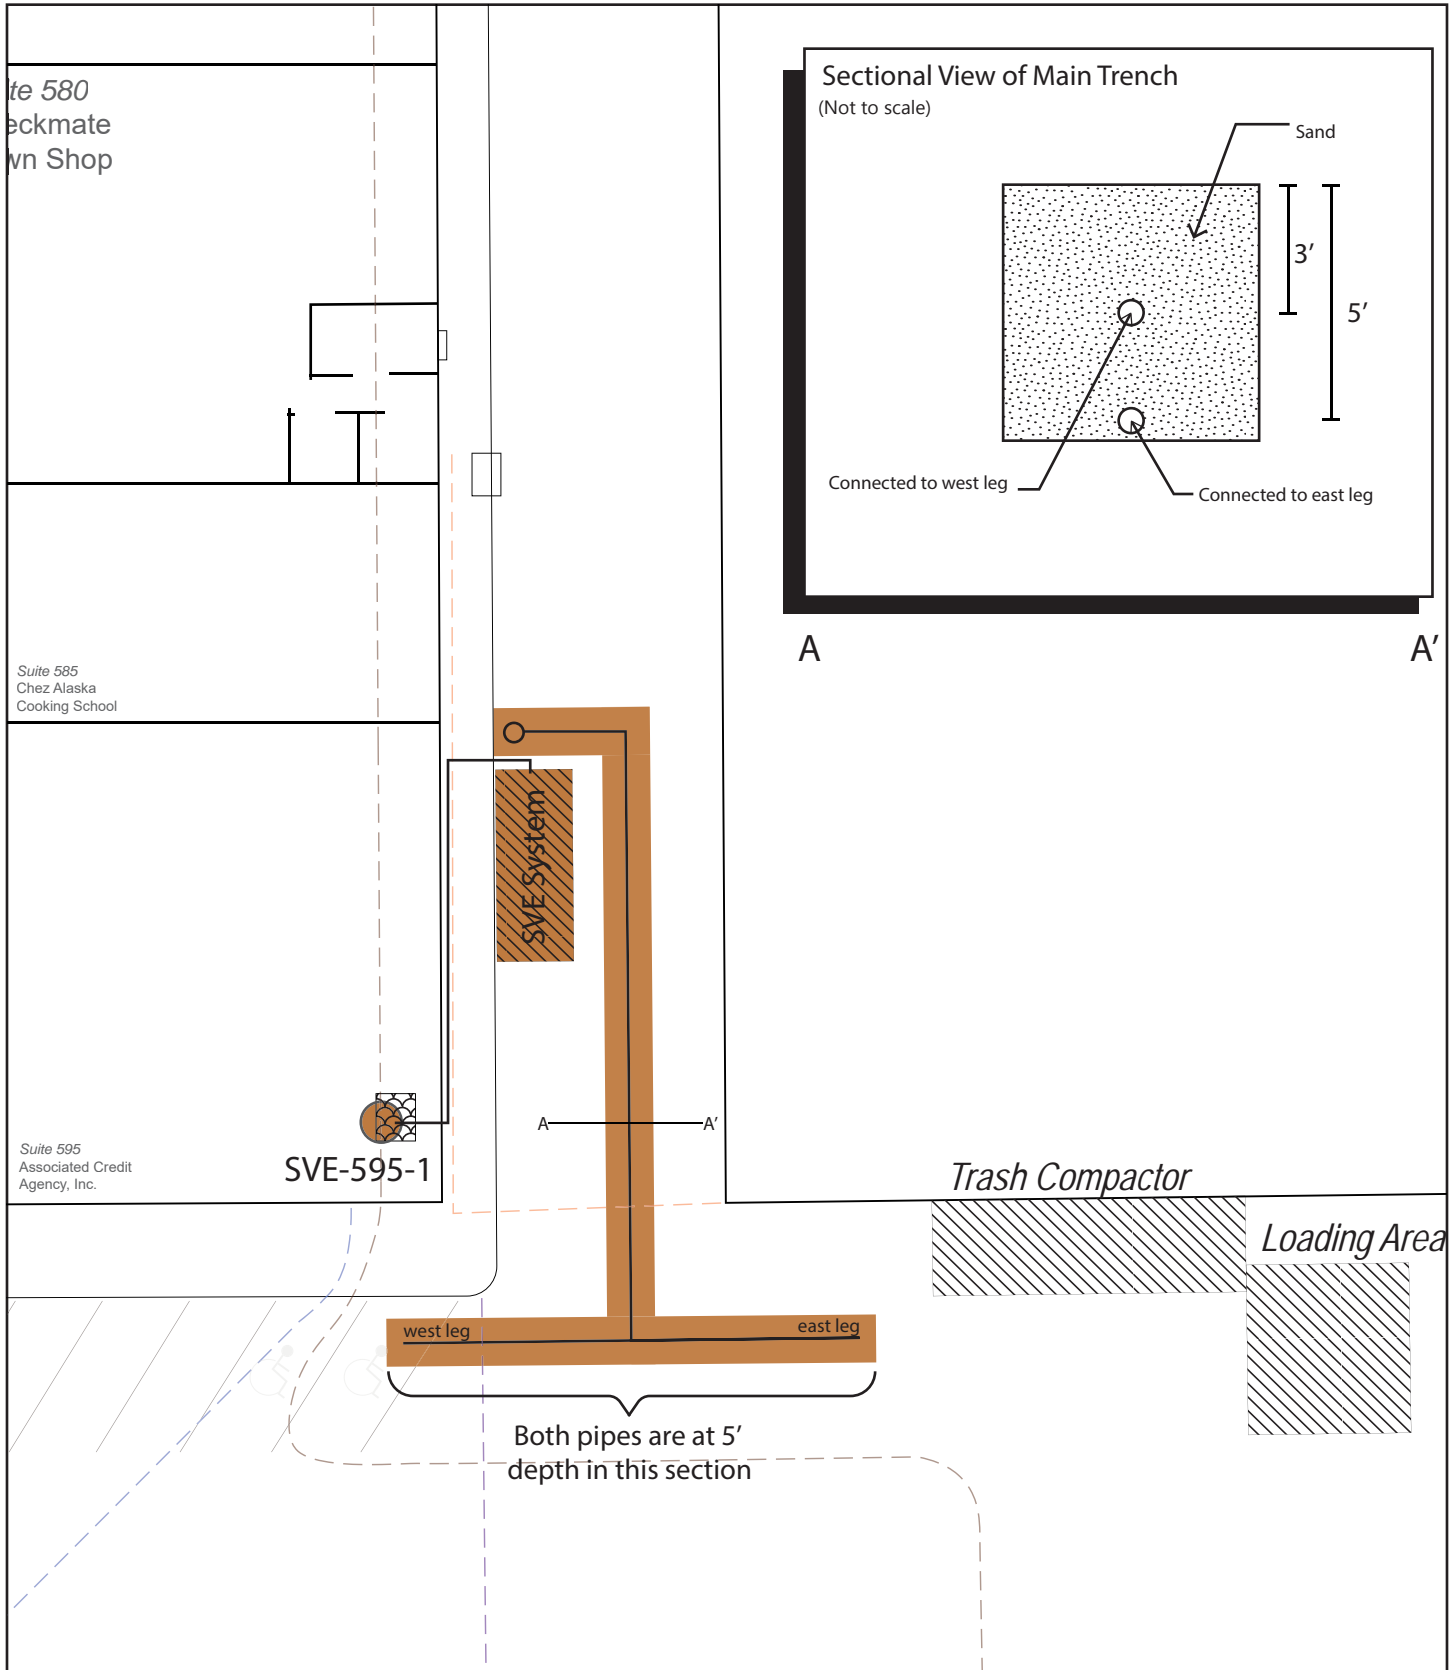 te 580
eckmate
wn Shop
Sectional View of Main Trench
(Not to scale)
Sand
3′
5′
Connected to west leg
Connected to east leg
A
A′
Suite 585
Chez Alaska
Cooking School
SVE System
A
A′
Suite 595
Associated Credit
Agency, Inc.
SVE-595-1
Trash Compactor
Loading Area
west leg
east leg
Both pipes are at 5′
depth in this section